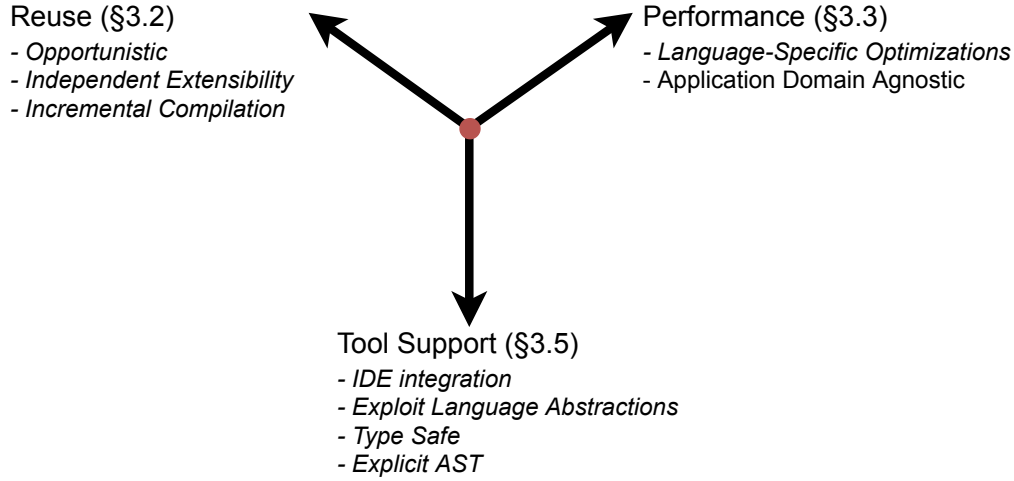 Reuse (§3.2)
- Opportunistic
- Independent Extensibility
- Incremental Compilation
Performance (§3.3)
- Language-Specific Optimizations
- Application Domain Agnostic
Tool Support (§3.5)
- IDE integration
- Exploit Language Abstractions
- Type Safe
- Explicit AST